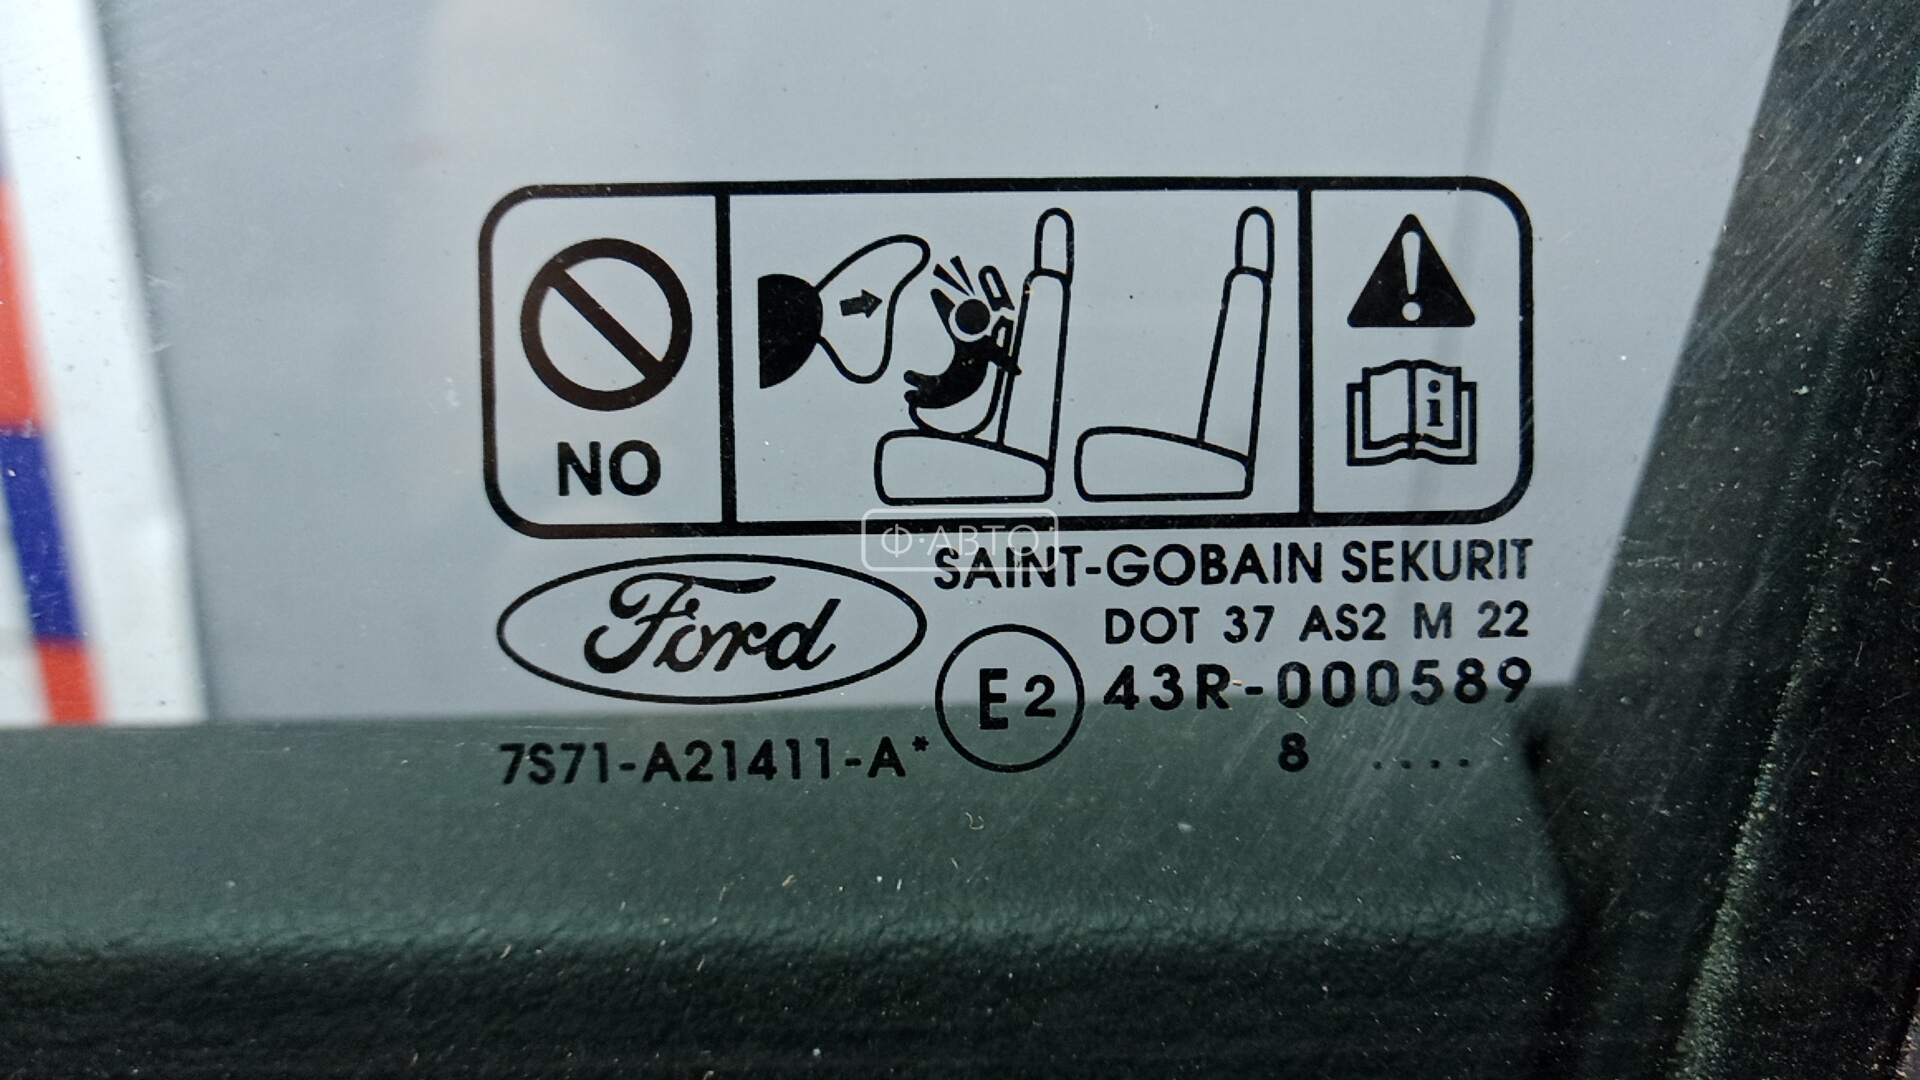 NO
i
Ф·АВТО
SAINT-GOBAIN SEKURIT
Ford
DOT 37 AS2 M 22
E2 43R-000589
7S71-A21411-A*
8 ....